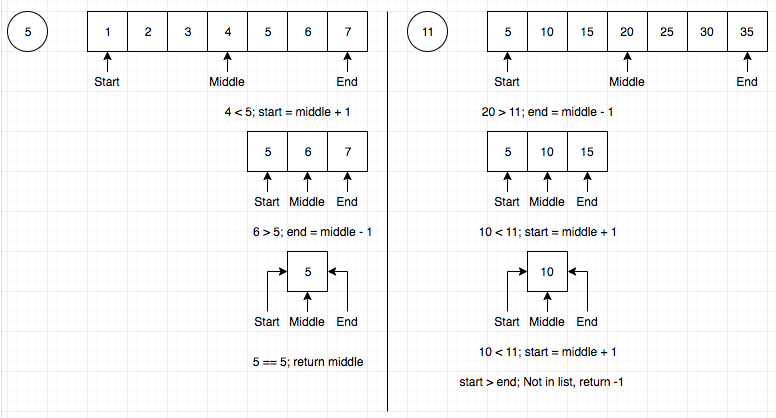 5
1 2 3 4 5 6 7
Start Middle End
4 < 5; start = middle + 1
5 6 7
Start Middle End
6 > 5; end = middle - 1
5
Start Middle End
5 == 5; return middle
11
5 10 15 20 25 30 35
Start Middle End
20 > 11; end = middle - 1
5 10 15
Start Middle End
10 < 11; start = middle + 1
10
Start Middle End
10 < 11; start = middle + 1
start > end; Not in list, return -1